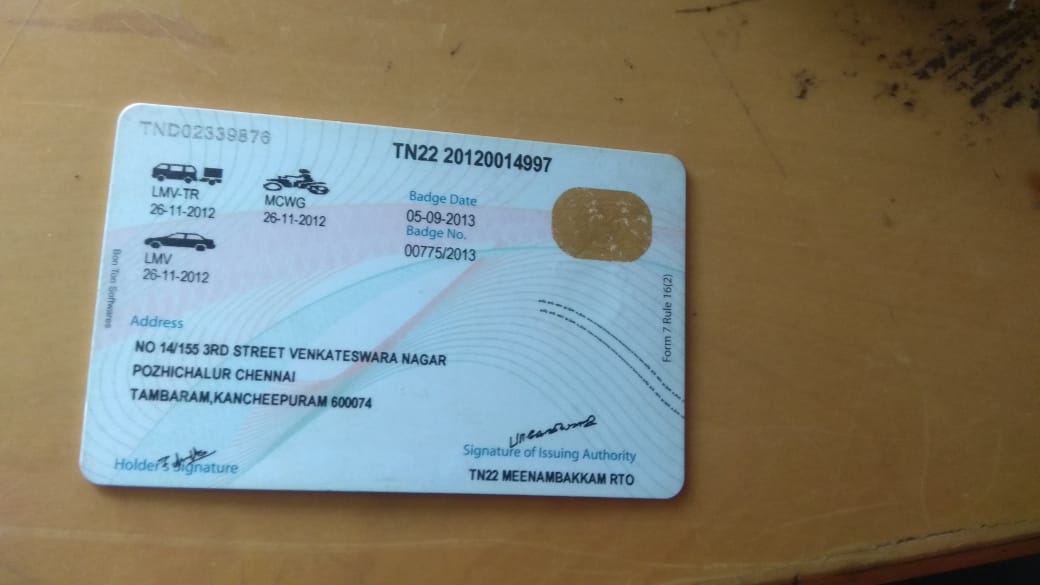 TND02339876
TN22 20120014997
LMV-TR
26-11-2012
MCWG
26-11-2012
LMV
26-11-2012
Badge Date
05-09-2013
Badge No.
00775/2013
Bon Ton Softwares
Form 7 Rule 16(2)
Address
NO 14/155 3RD STREET VENKATESWARA NAGAR
POZHICHALUR CHENNAI
TAMBARAM,KANCHEEPURAM 600074
Holder's Signature
Signature of Issuing Authority
TN22 MEENAMBAKKAM RTO